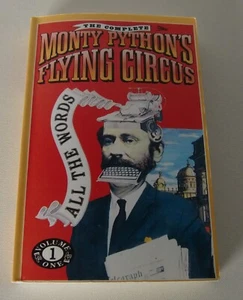 THE COMPLETE
MONTY PYTHON'S
FLYING CIRCUS
ALL THE WORDS
VOLUME
1
ONE